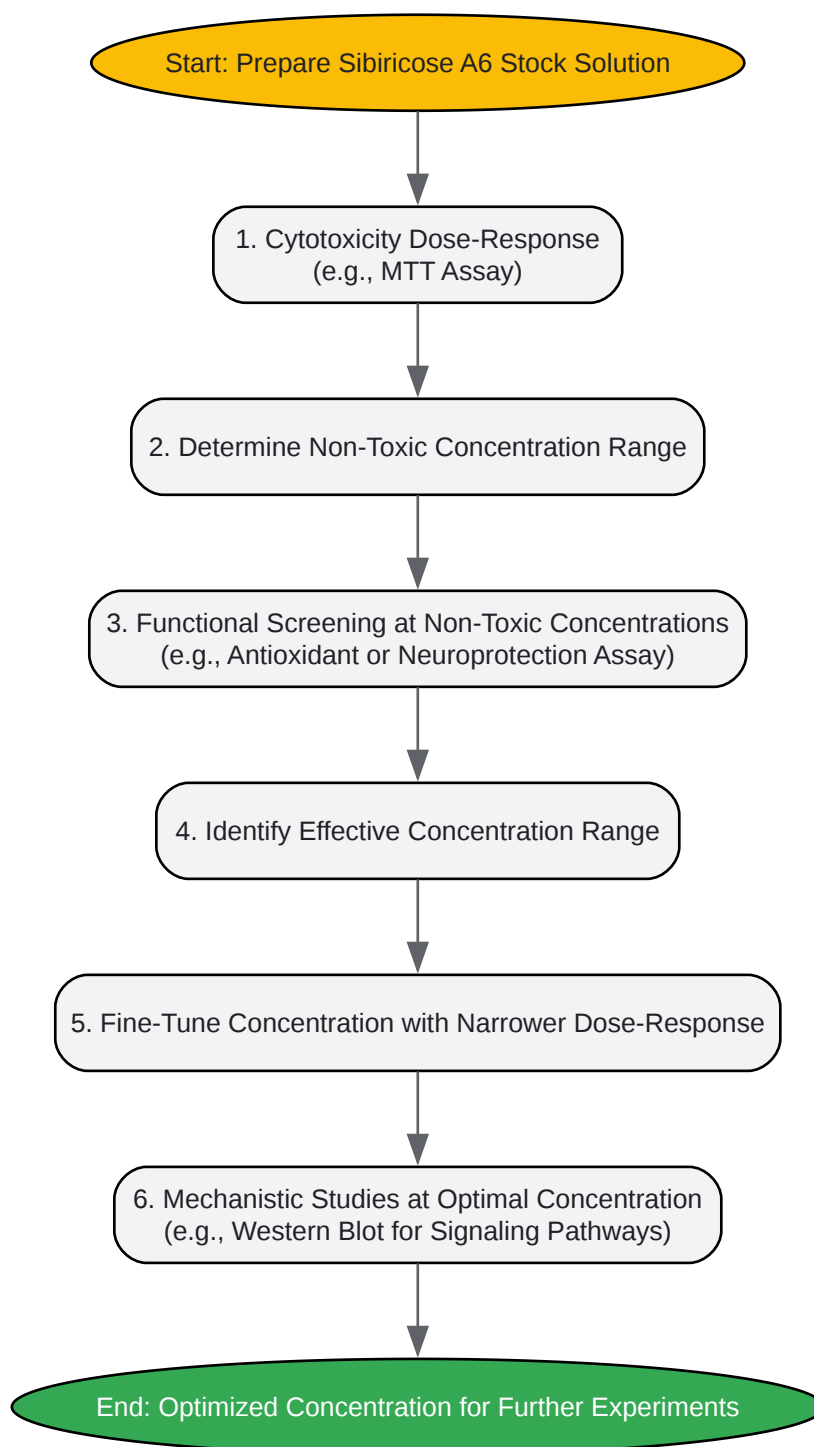 Start: Prepare Sibiricose A6 Stock Solution
1. Cytotoxicity Dose-Response
(e.g., MTT Assay)
2. Determine Non-Toxic Concentration Range
3. Functional Screening at Non-Toxic Concentrations
(e.g., Antioxidant or Neuroprotection Assay)
4. Identify Effective Concentration Range
5. Fine-Tune Concentration with Narrower Dose-Response
6. Mechanistic Studies at Optimal Concentration
(e.g., Western Blot for Signaling Pathways)
End: Optimized Concentration for Further Experiments